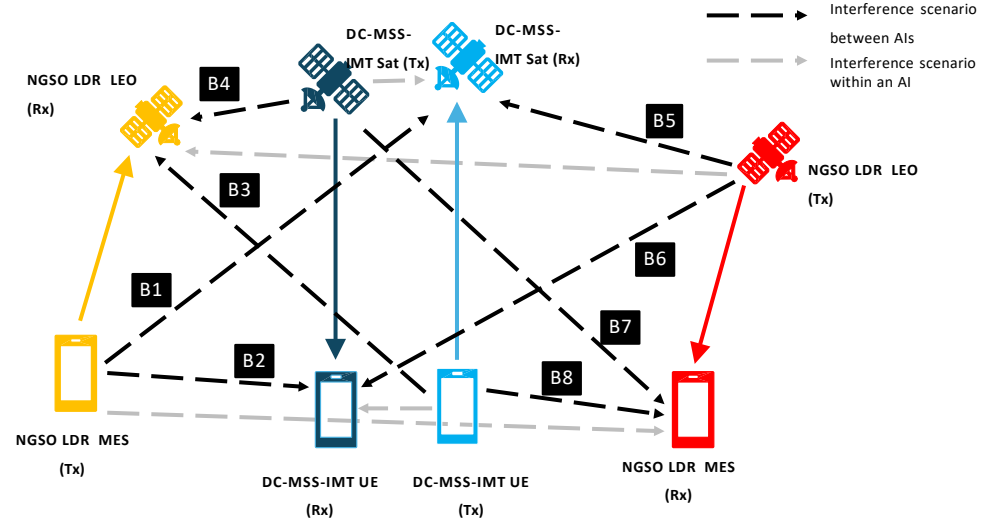 Interference scenario
between AIs
Interference scenario
within an AI
DC-MSS-
IMT Sat (Tx)
DC-MSS-
IMT Sat (Rx)
NGSO LDR LEO
(Rx)
B4
B5
NGSO LDR LEO
(Tx)
B3
B6
B1
B7
B2
B8
NGSO LDR MES
(Tx)
DC-MSS-IMT UE
(Rx)
DC-MSS-IMT UE
(Tx)
NGSO LDR MES
(Rx)